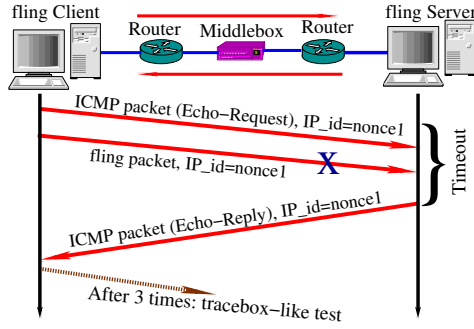 fling Client
Router
Middlebox
Router
fling Server
ICMP packet (Echo−Request), IP_id=nonce1
fling packet, IP_id=nonce1
X
Timeout
ICMP packet (Echo−Reply), IP_id=nonce1
After 3 times: tracebox−like test